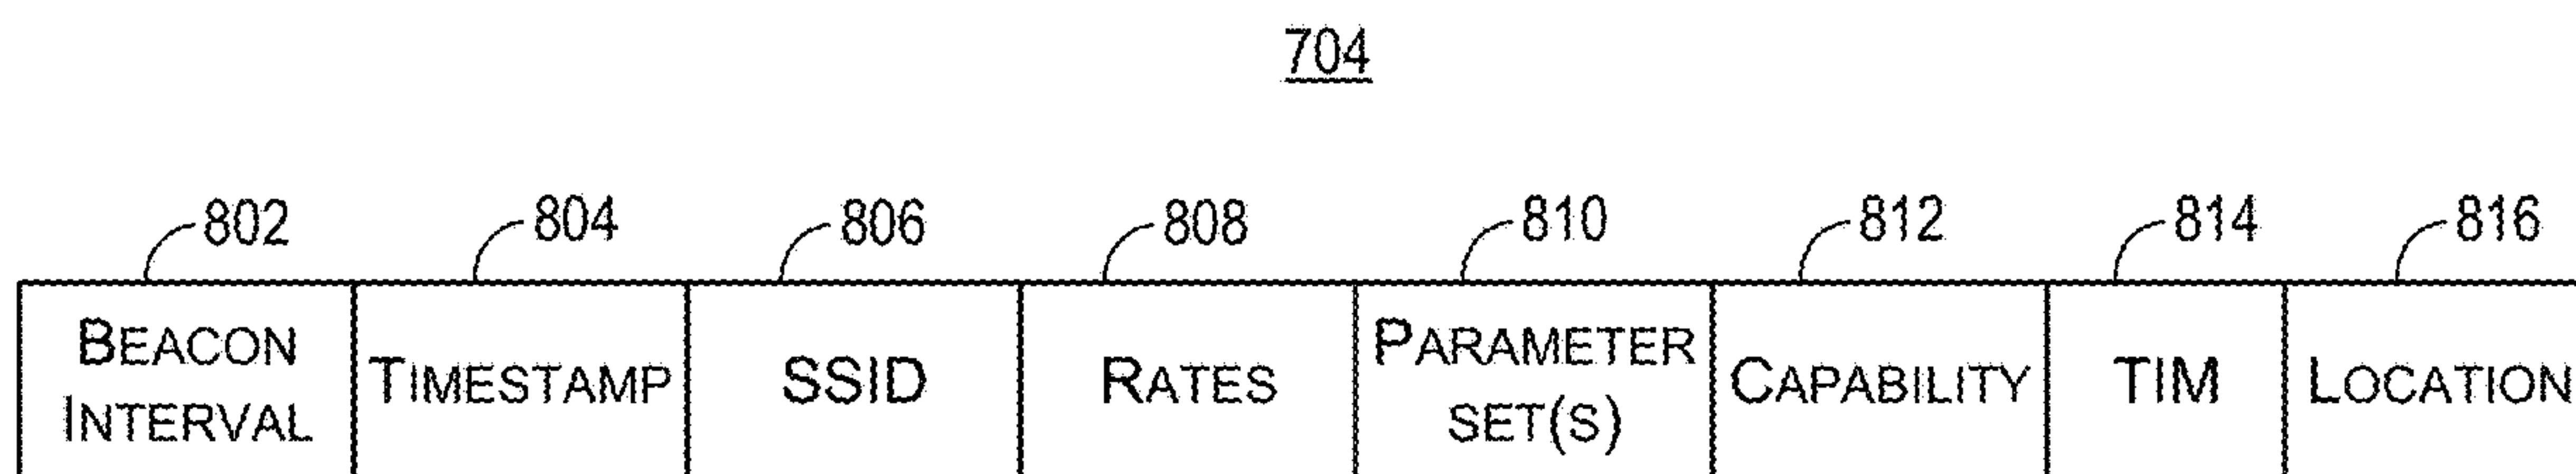 704
802 804 806 808 810 812 814 816
BEACON INTERVAL TIMESTAMP SSID RATES PARAMETER SET(S) CAPABILITY TIM LOCATION